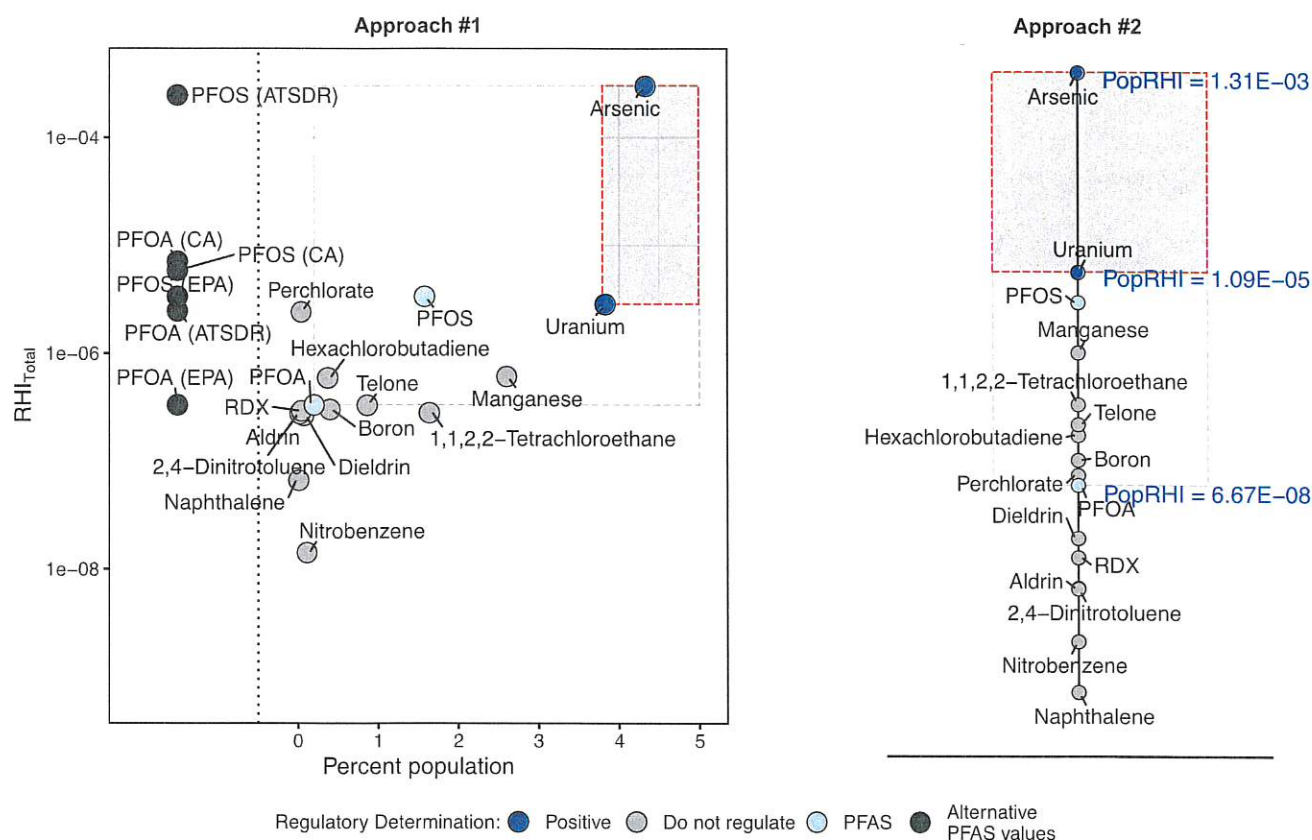 Approach #1
Approach #2
PFOS (ATSDR)
Arsenic
1e−04
PFOA (CA)
PFOS (CA)
PFOS (EPA)
Perchlorate
PFOS
Uranium
PFOA (ATSDR)
1e−06
Hexachlorobutadiene
PFOA (EPA)
PFOA
Telone
Manganese
RDX
Aldrin
Boron
1,1,2,2−Tetrachloroethane
2,4−Dinitrotoluene
Dieldrin
Naphthalene
Nitrobenzene
1e−08
RHITotal
0 1 2 3 4 5
Percent population
PopRHI = 1.31E−03
Arsenic
Uranium
PopRHI = 1.09E−05
PFOS
Manganese
1,1,2,2−Tetrachloroethane
Telone
Hexachlorobutadiene
Boron
Perchlorate
PopRHI = 6.67E−08
PFOA
Dieldrin
RDX
Aldrin
2,4−Dinitrotoluene
Nitrobenzene
Naphthalene
Regulatory Determination: Positive Do not regulate PFAS Alternative
PFAS values